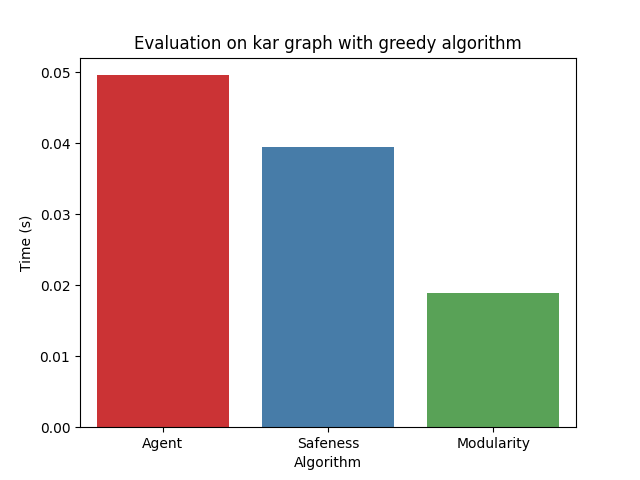 Evaluation on kar graph with greedy algorithm
0.05
0.04
0.03
0.02
0.01
0.00
Time (s)
Agent
Safeness
Modularity
Algorithm